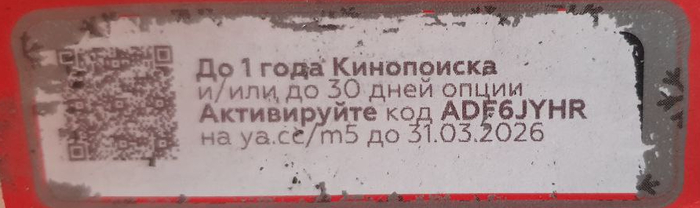 До 1 года Кинопоиска
и/или до 30 дней опции
Активируйте код ADF6JYHR
на ya.cc/m5 до 31.03.2026